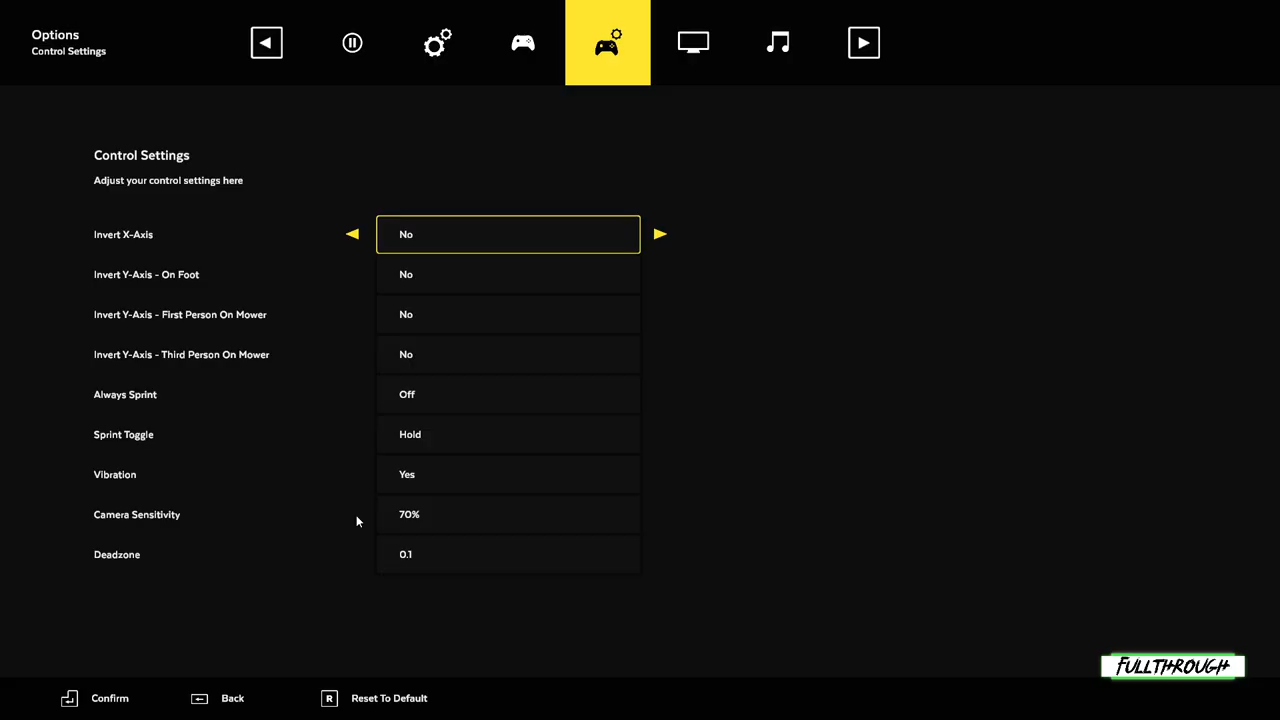 Options
Control Settings
Control Settings
Adjust your control settings here
Invert X-Axis No
Invert Y-Axis - On Foot No
Invert Y-Axis - First Person On Mower No
Invert Y-Axis - Third Person On Mower No
Always Sprint Off
Sprint Toggle Hold
Vibration Yes
Camera Sensitivity 70%
Deadzone 0.1
FULLTHROUGH
Confirm Back R Reset To Default